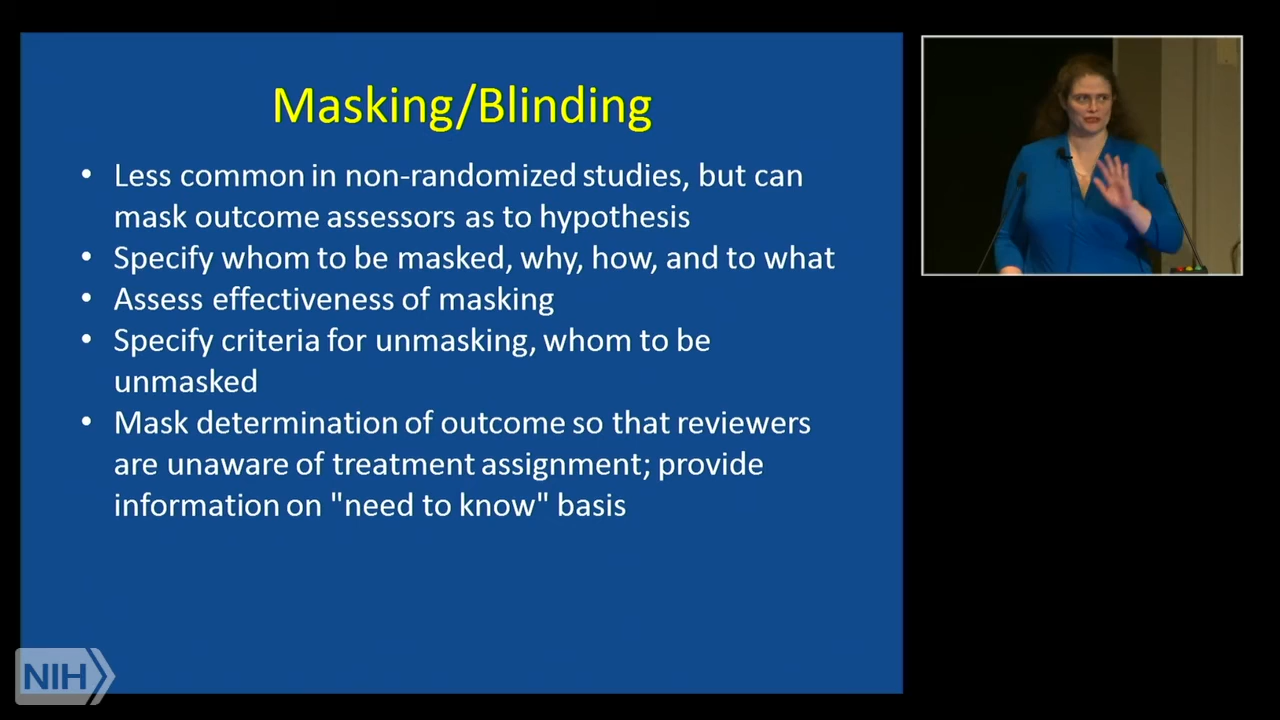 Masking/Blinding
• Less common in non-randomized studies, but can
mask outcome assessors as to hypothesis
• Specify whom to be masked, why, how, and to what
• Assess effectiveness of masking
• Specify criteria for unmasking, whom to be
unmasked
• Mask determination of outcome so that reviewers
are unaware of treatment assignment; provide
information on "need to know" basis
NIH